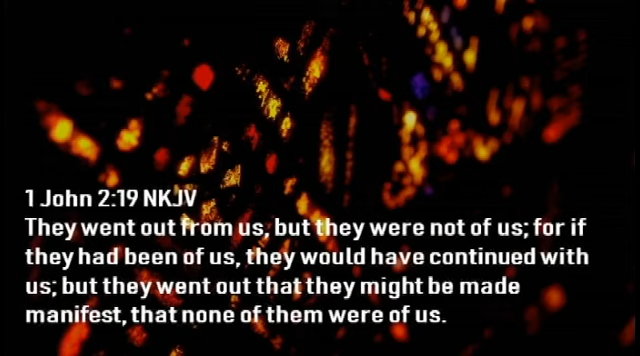 1 John 2:19 NKJV
They went out from us, but they were not of us; for if
they had been of us, they would have continued with
us; but they went out that they might be made
manifest, that none of them were of us.